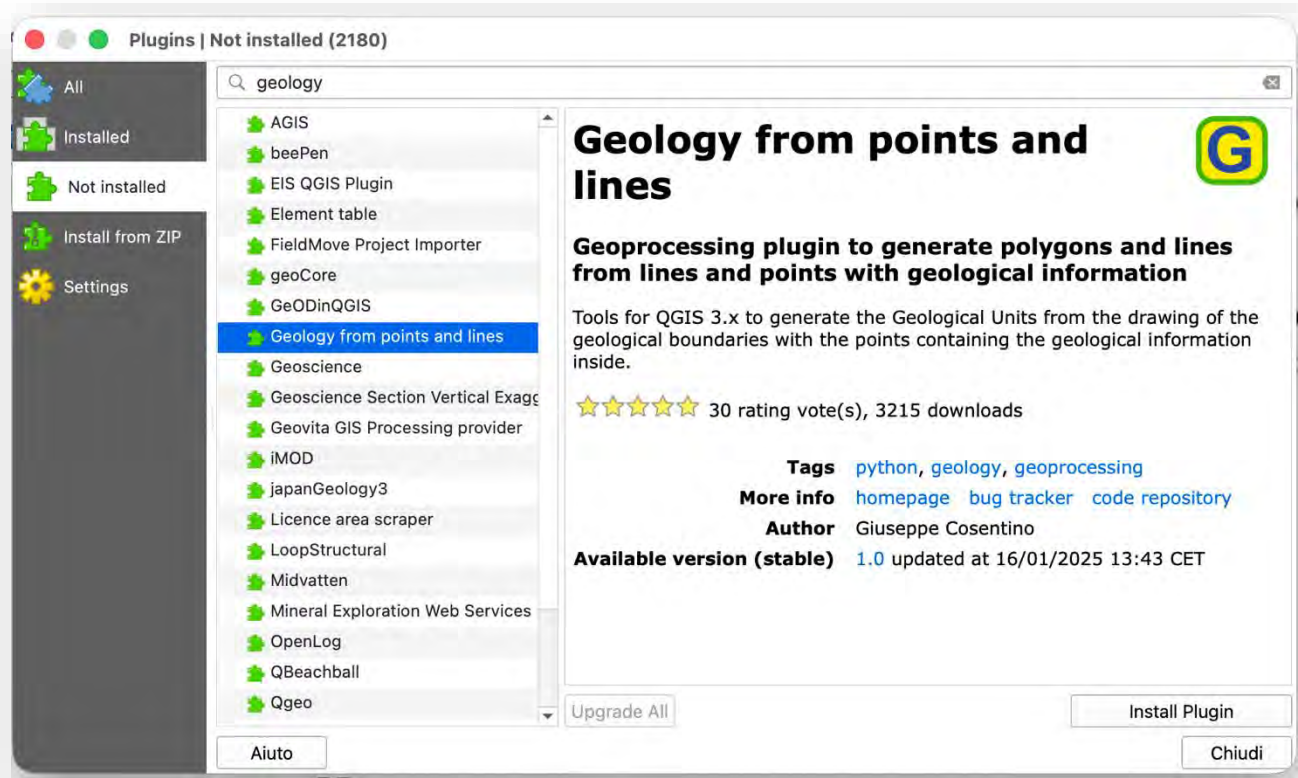 Plugins | Not installed (2180)
All
Installed
Not installed
Install from ZIP
Settings
geology
AGIS
beePen
EIS QGIS Plugin
Element table
FieldMove Project Importer
geoCore
GeODinQGIS
Geology from points and lines
Geoscience
Geoscience Section Vertical Exagg
Geovita GIS Processing provider
iMOD
japanGeology3
Licence area scraper
LoopStructural
Midvatten
Mineral Exploration Web Services
OpenLog
QBeachball
Qgeo
Geology from points and
lines
G
Geoprocessing plugin to generate polygons and lines
from lines and points with geological information
Tools for QGIS 3.x to generate the Geological Units from the drawing of the
geological boundaries with the points containing the geological information
inside.
30 rating vote(s), 3215 downloads
Tags python, geology, geoprocessing
More info homepage bug tracker code repository
Author Giuseppe Cosentino
Available version (stable) 1.0 updated at 16/01/2025 13:43 CET
Upgrade All
Install Plugin
Aiuto
Chiudi